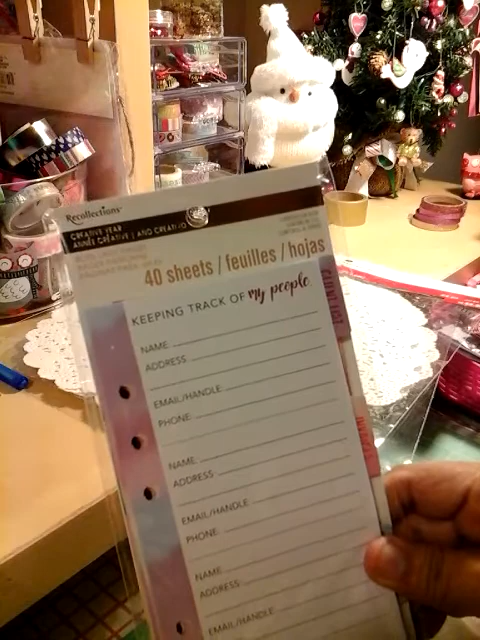 Recollections
CREATIVE YEAR
ANNÉE CRÉATIVE | AÑO CREATIVO
40 sheets / feuilles / hojas
KEEPING TRACK OF my people.
NAME
ADDRESS
EMAIL/HANDLE
PHONE
NAME
ADDRESS
EMAIL/HANDLE
PHONE
NAME
ADDRESS
EMAIL/HANDLE